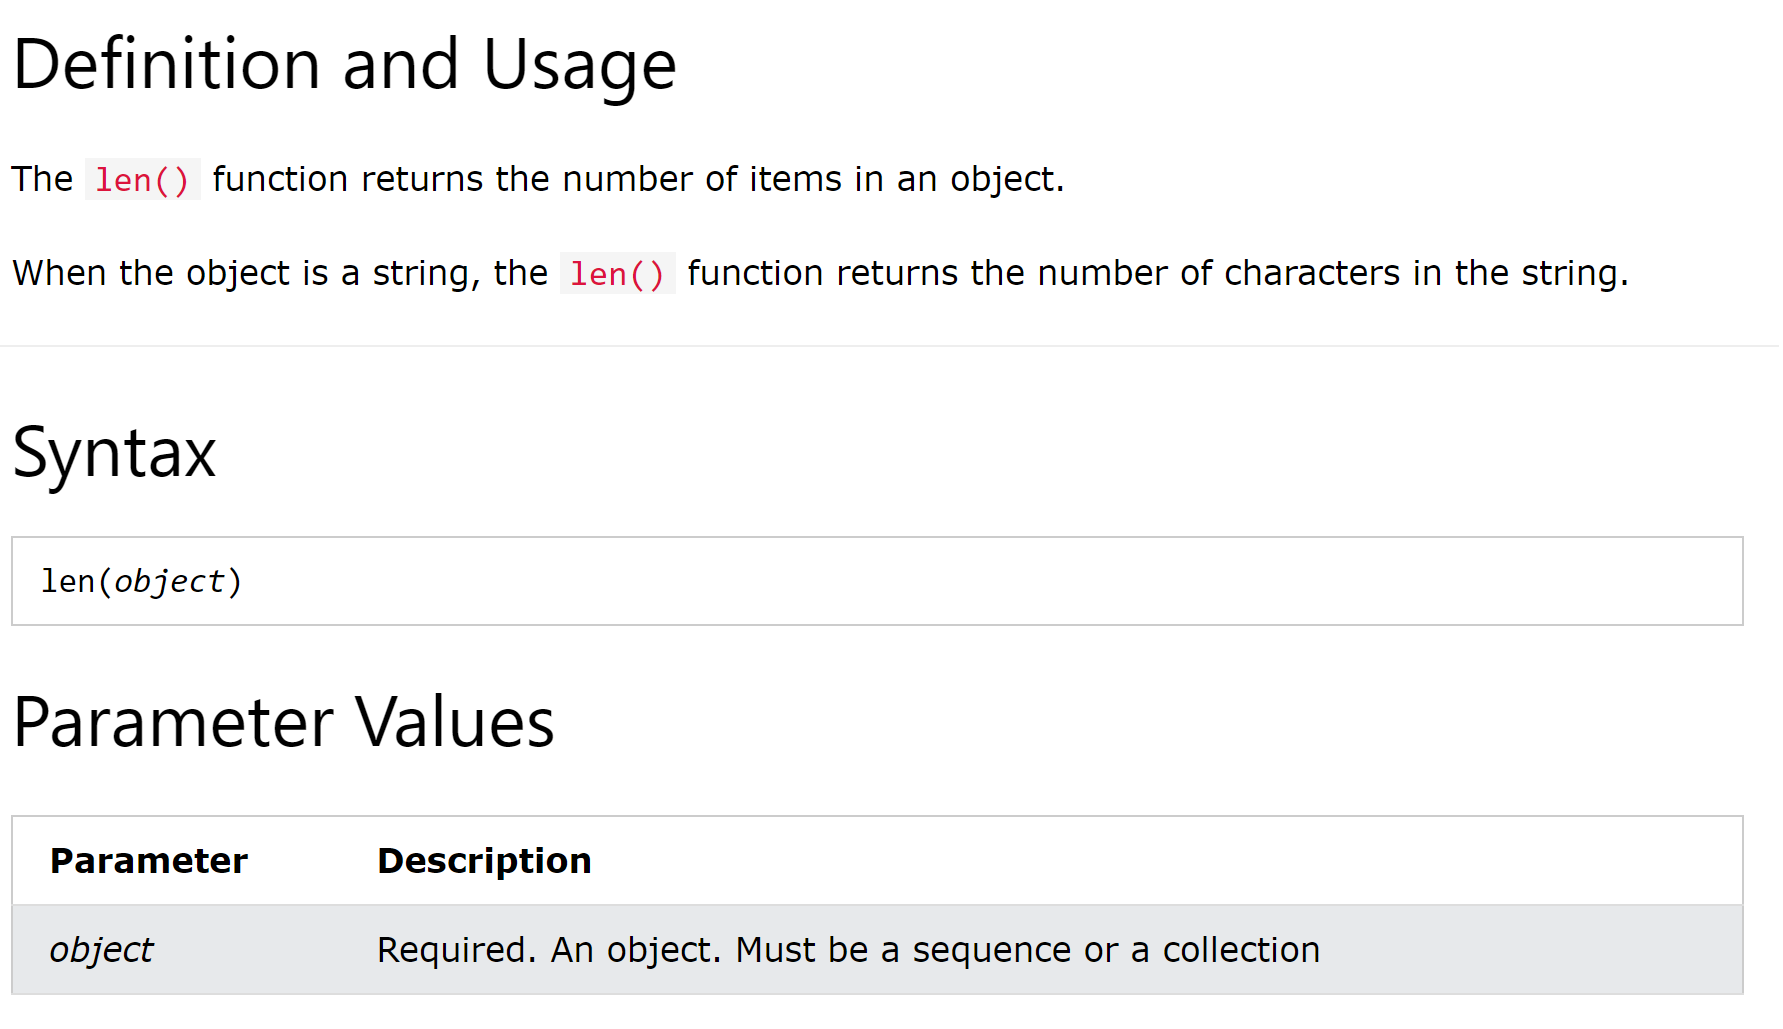 Definition and Usage
The len() function returns the number of items in an object.
When the object is a string, the len() function returns the number of characters in the string.
Syntax
len(object)
Parameter Values
Parameter Description
object Required. An object. Must be a sequence or a collection